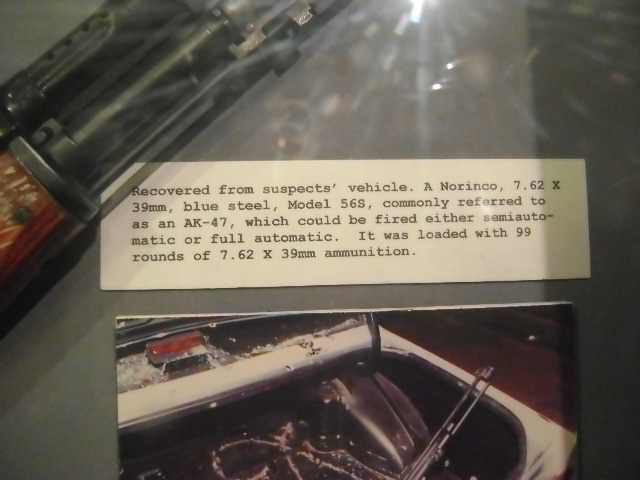 Recovered from suspects' vehicle. A Norinco, 7.62 X
39mm, blue steel, Model 56S, commonly referred to
as an AK-47, which could be fired either semiauto-
matic or full automatic. It was loaded with 99
rounds of 7.62 X 39mm ammunition.